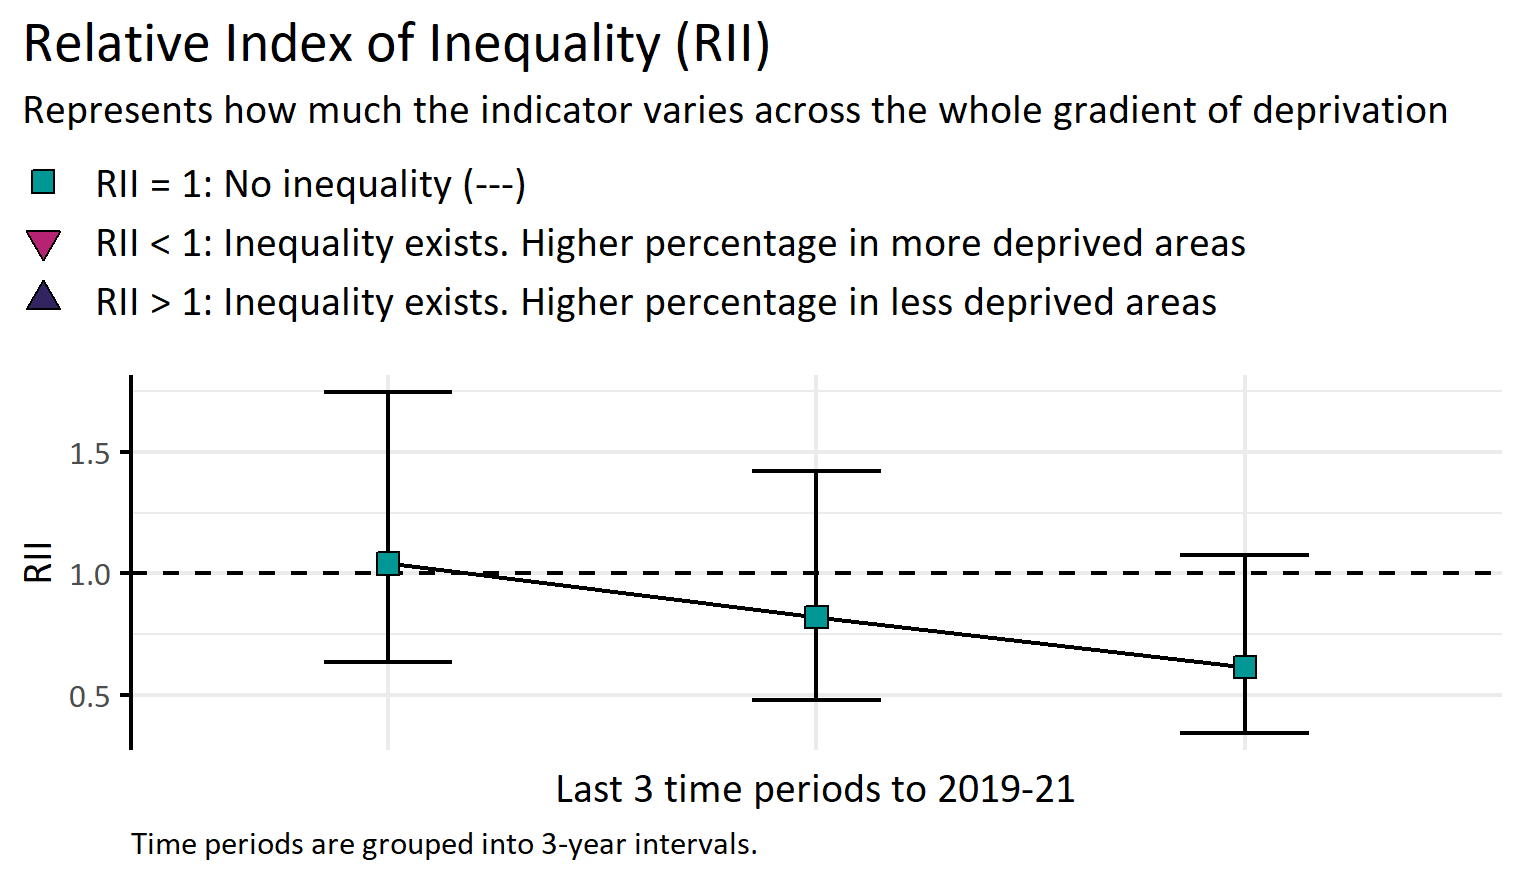 Relative Index of Inequality (RII)
Represents how much the indicator varies across the whole gradient of deprivation
RII = 1: No inequality (---)
RII < 1: Inequality exists. Higher percentage in more deprived areas
RII > 1: Inequality exists. Higher percentage in less deprived areas
1.5
1.0
0.5
RII
Last 3 time periods to 2019-21
Time periods are grouped into 3-year intervals.